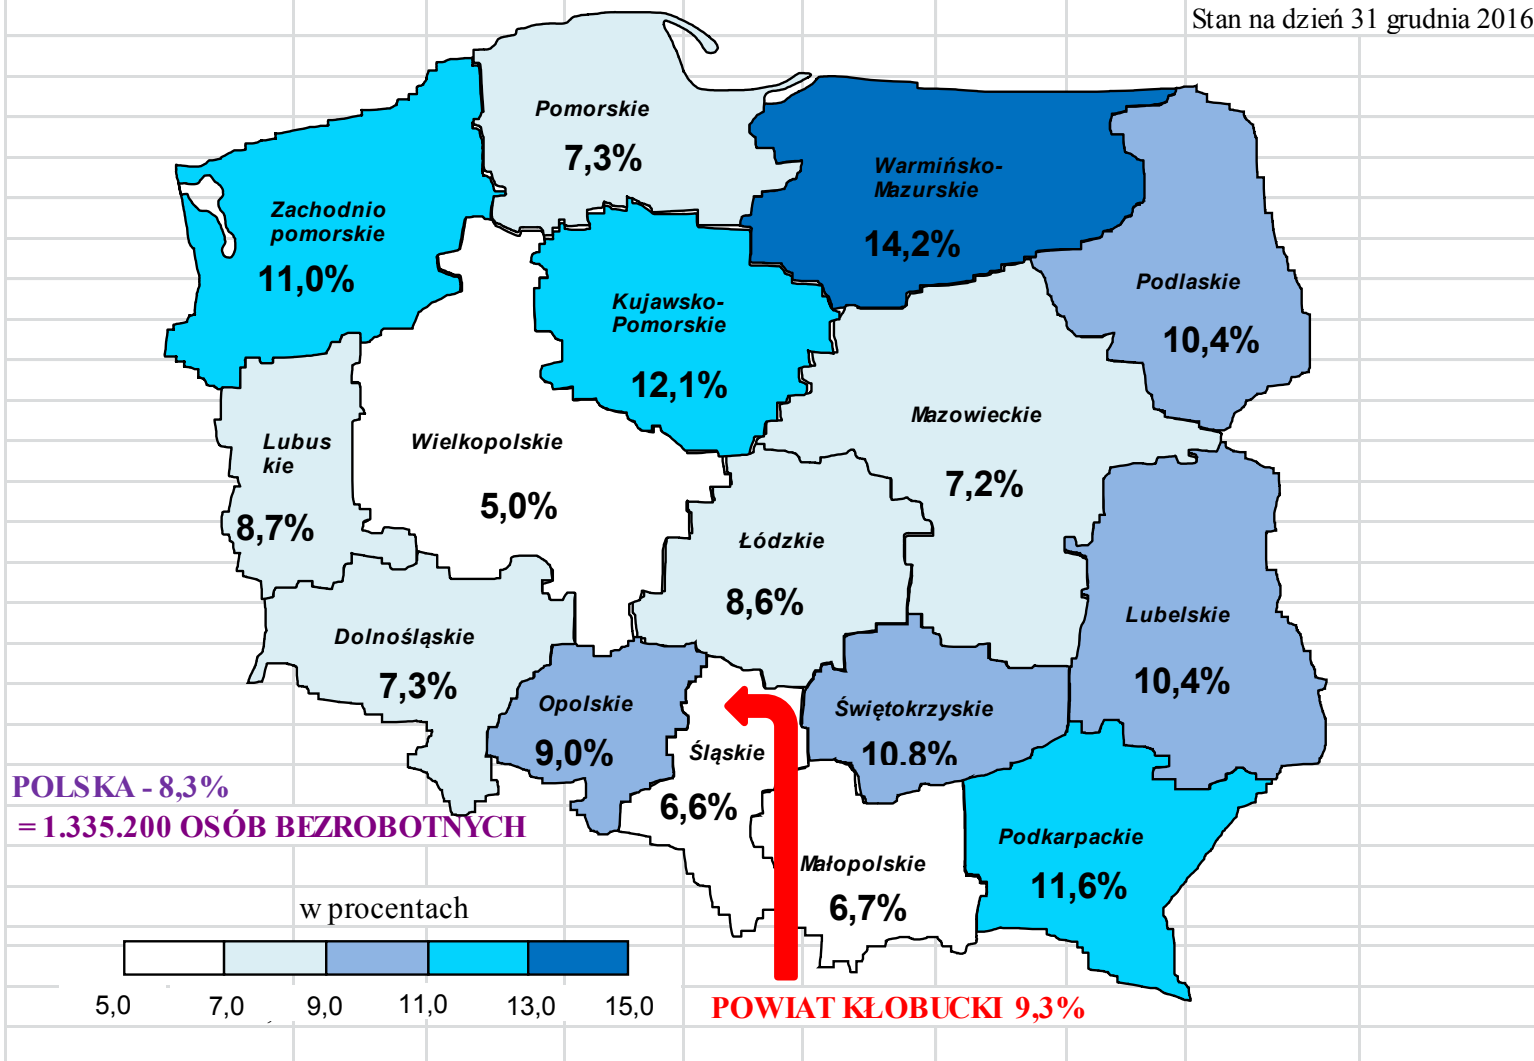 Stan na dzień 31 grudnia 2016
Pomorskie
7,3%
Warmińsko-
Mazurskie
14,2%
Zachodnio
pomorskie
11,0%
Podlaskie
10,4%
Kujawsko-
Pomorskie
12,1%
Mazowieckie
7,2%
Lubus
kie
8,7%
Wielkopolskie
5,0%
Łódzkie
8,6%
Lubelskie
10,4%
Dolnośląskie
7,3%
Opolskie
9,0%
Śląskie
6,6%
Świętokrzyskie
10.8%
POLSKA - 8,3%
= 1.335.200 OSÓB BEZROBOTNYCH
Małopolskie
6,7%
Podkarpackie
11,6%
w procentach
5,0 7,0 9,0 11,0 13,0 15,0
POWIAT KŁOBUCKI 9,3%